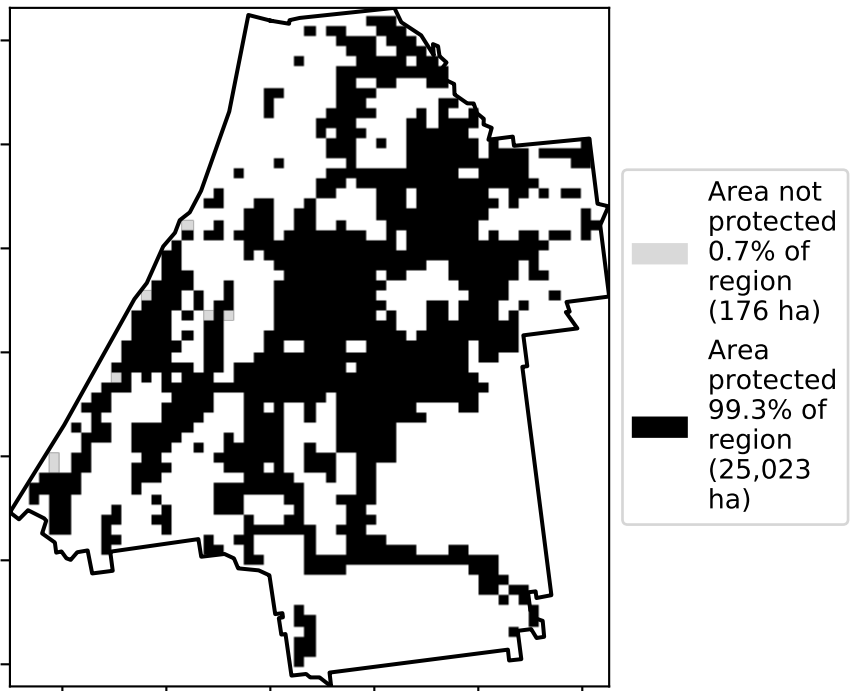 Area not
protected
0.7% of
region
(176 ha)
Area
protected
99.3% of
region
(25,023
ha)